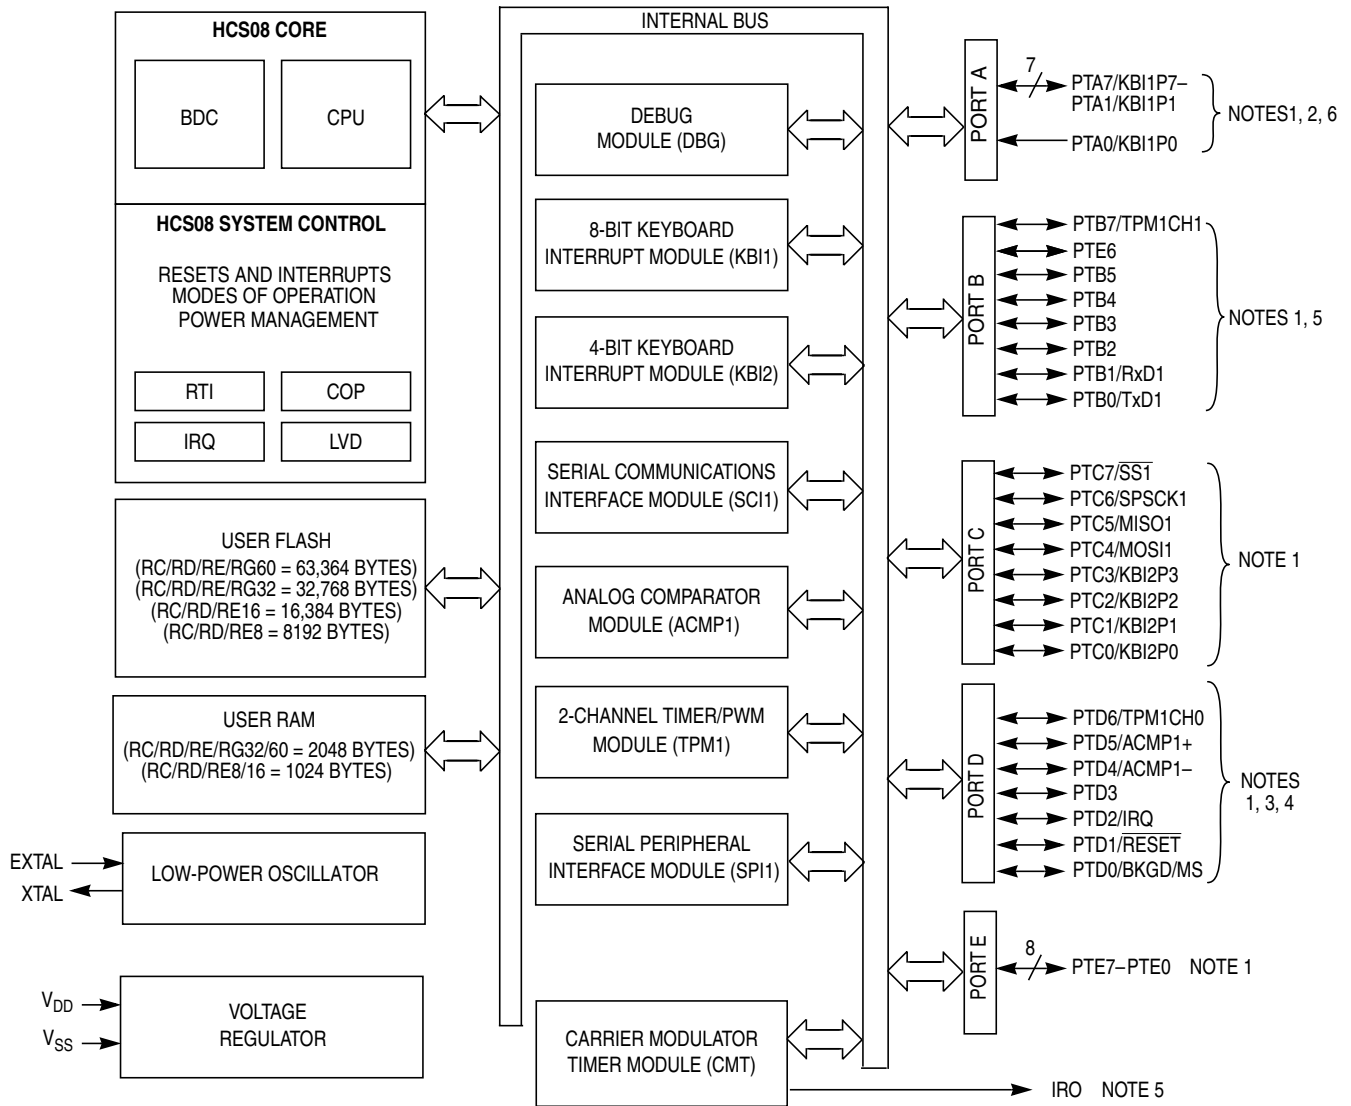 HCS08 CORE
BDC
CPU
HCS08 SYSTEM CONTROL
RESETS AND INTERRUPTS
MODES OF OPERATION
POWER MANAGEMENT
RTI
COP
IRQ
LVD
USER FLASH
(RC/RD/RE/RG60 = 63,364 BYTES)
(RC/RD/RE/RG32 = 32,768 BYTES)
(RC/RD/RE16 = 16,384 BYTES)
(RC/RD/RE8 = 8192 BYTES)
USER RAM
(RC/RD/RE/RG32/60 = 2048 BYTES)
(RC/RD/RE8/16 = 1024 BYTES)
EXTAL
XTAL
LOW-POWER OSCILLATOR
VDD
VSS
VOLTAGE
REGULATOR
INTERNAL BUS
DEBUG
MODULE (DBG)
8-BIT KEYBOARD
INTERRUPT MODULE (KBI1)
4-BIT KEYBOARD
INTERRUPT MODULE (KBI2)
SERIAL COMMUNICATIONS
INTERFACE MODULE (SCI1)
ANALOG COMPARATOR
MODULE (ACMP1)
2-CHANNEL TIMER/PWM
MODULE (TPM1)
SERIAL PERIPHERAL
INTERFACE MODULE (SPI1)
CARRIER MODULATOR
TIMER MODULE (CMT)
PORT A
7
PTA7/KBI1P7–
PTA1/KBI1P1
PTA0/KBI1P0
NOTES1, 2, 6
PORT B
PTB7/TPM1CH1
PTE6
PTB5
PTB4
PTB3
PTB2
PTB1/RxD1
PTB0/TxD1
NOTES 1, 5
PORT C
PTC7/SS1
PTC6/SPSCK1
PTC5/MISO1
PTC4/MOSI1
PTC3/KBI2P3
PTC2/KBI2P2
PTC1/KBI2P1
PTC0/KBI2P0
NOTE 1
PORT D
PTD6/TPM1CH0
PTD5/ACMP1+
PTD4/ACMP1–
PTD3
PTD2/IRQ
PTD1/RESET
PTD0/BKGD/MS
NOTES
1, 3, 4
PORT E
8
PTE7–PTE0 NOTE 1
IRO NOTE 5